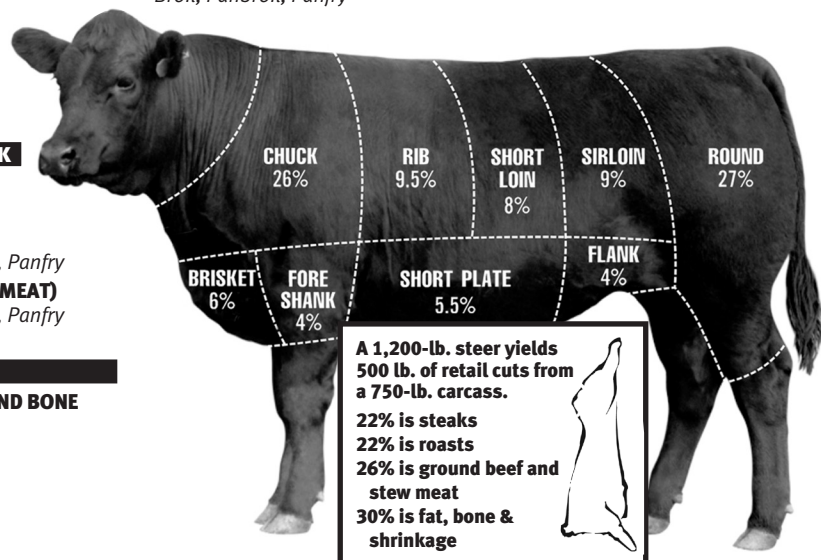 Broil, Panbroil, Panfry
K
CHUCK
26%
RIB
9.5%
SHORT
LOIN
8%
SIRLOIN
9%
ROUND
27%
, Panfry
MEAT)
, Panfry
BRISKET
6%
FORE
SHANK
4%
SHORT PLATE
5.5%
FLANK
4%
ND BONE
A 1,200-lb. steer yields
500 lb. of retail cuts from
a 750-lb. carcass.
22% is steaks
22% is roasts
26% is ground beef and
stew meat
30% is fat, bone &
shrinkage